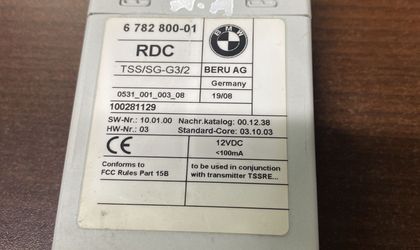 6 782 800-01
BMW
RDC
TSS/SG-G3/2 BERU AG
Germany
0531_001_003_08 19/08
100281129
SW-Nr.: 10.01.00 Nachr.katalog: 00.12.38
HW-Nr.: 03 Standard-Core: 03.10.03
CE 12VDC
<100mA
Conforms to to be used in conjunction
FCC Rules Part 15B with transmitter TSSRE...